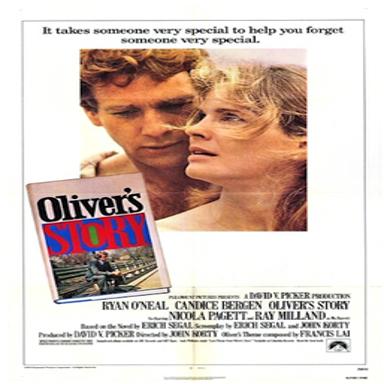 It takes someone very special to help you forget
someone very special.
Oliver's
STORY
PARAMOUNT PICTURES PRESENTS A DAVID V. PICKER PRODUCTION
RYAN O'NEAL CANDICE BERGEN OLIVER'S STORY
NICOLA PAGETT and RAY MILLAND
Based on the Novel by ERICH SEGAL Screenplay by ERICH SEGAL and JOHN KORTY
Produced by DAVID V. PICKER Directed by JOHN KORTY Oliver's Theme composed by FRANCIS LAI